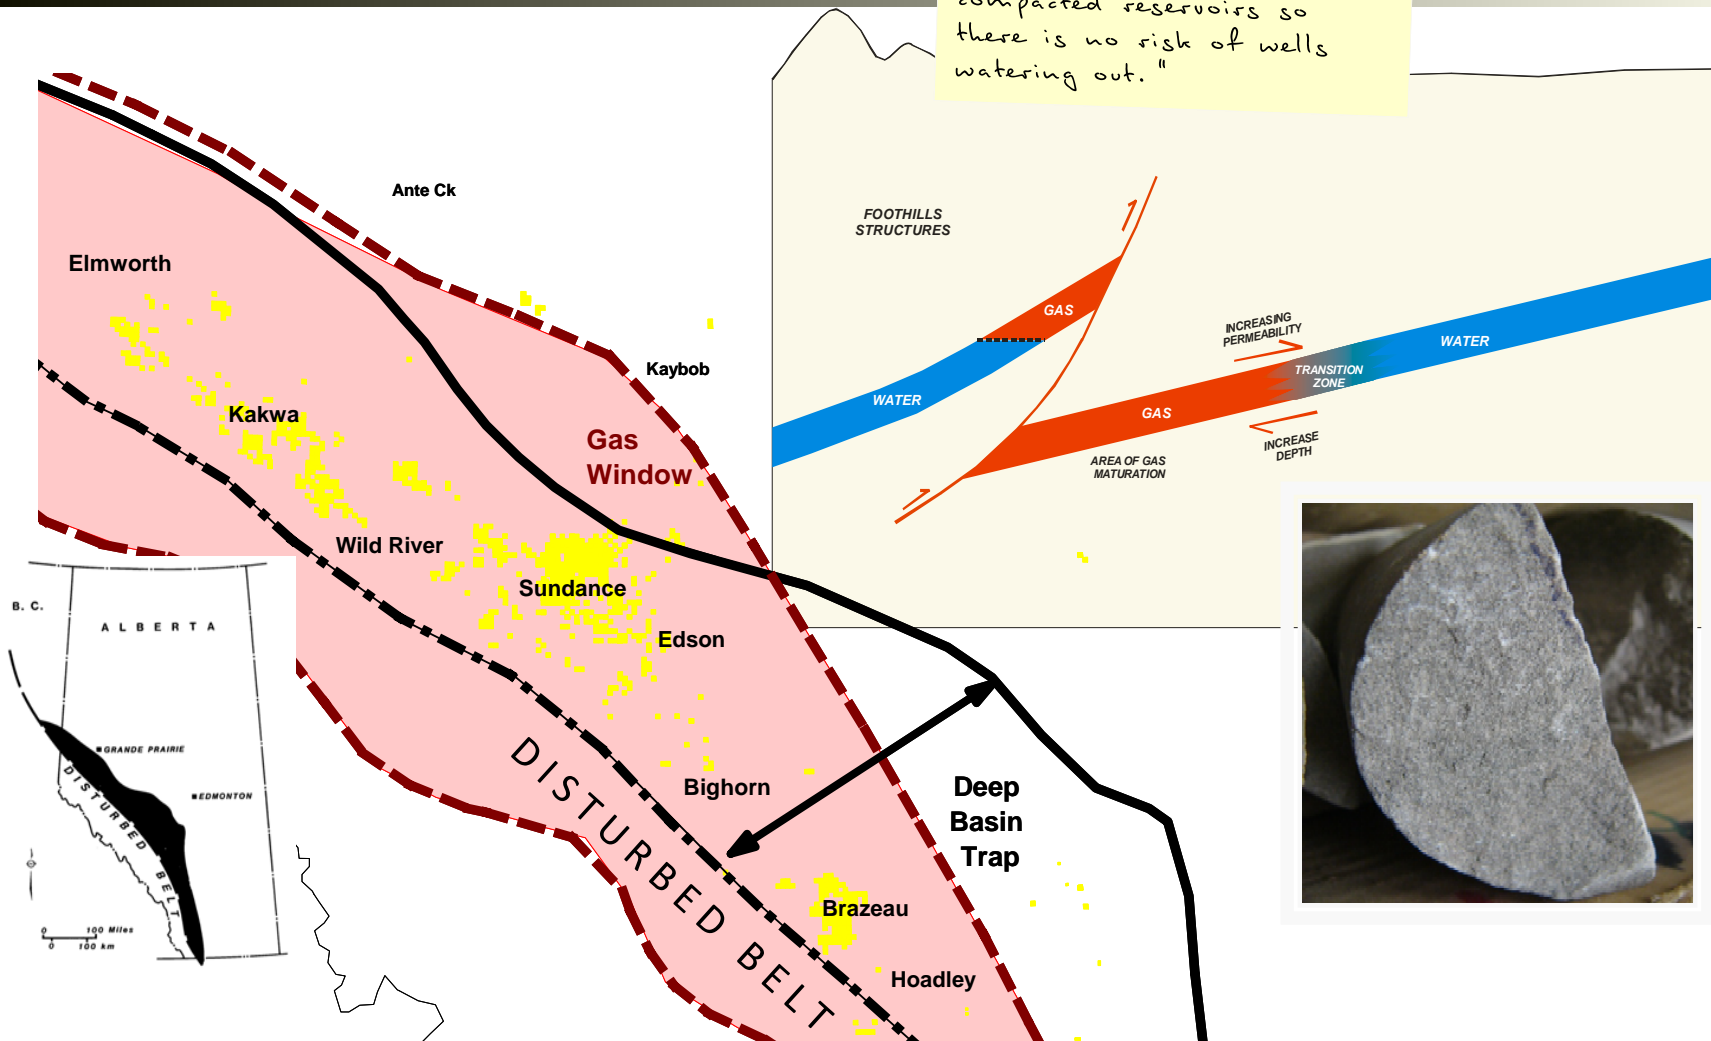 compacted reservoirs so
there is no risk of wells
watering out."
Ante Ck
Elmworth
Kaybob
Kakwa
Gas
Window
Wild River
Sundance
Edson
Bighorn
Deep
Basin
Trap
Brazeau
Hoadley
DISTURBED BELT
FOOTHILLS
STRUCTURES
GAS
WATER
INCREASING
PERMEABILITY
WATER
TRANSITION
ZONE
GAS
INCREASE
DEPTH
AREA OF GAS
MATURATION
B. C.
ALBERTA
GRANDE PRAIRIE
EDMONTON
DISTURBED BELT
0 100 Miles
0 100 km